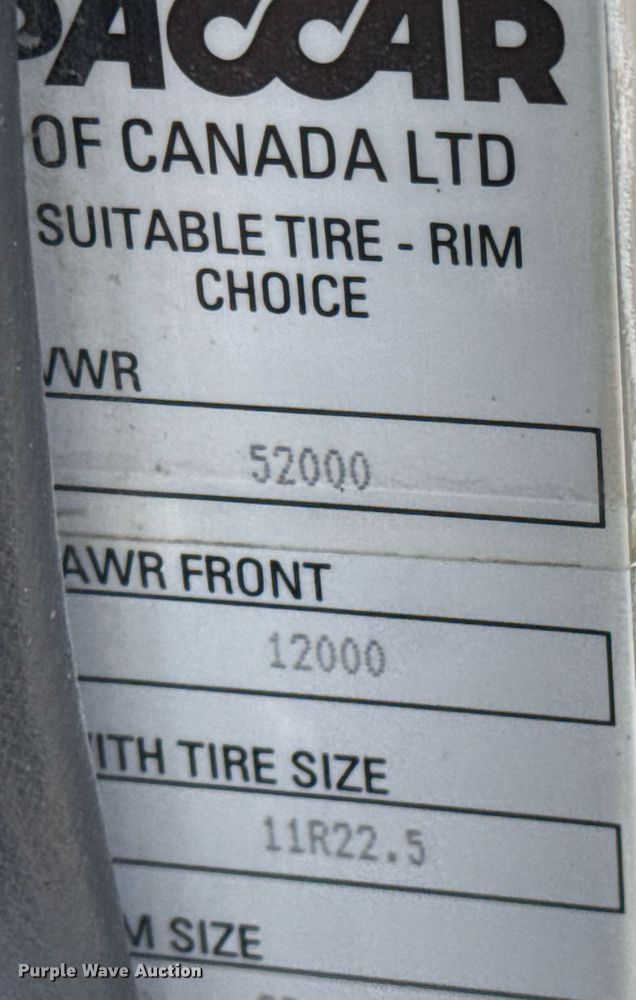 PACCAR
OF CANADA LTD
SUITABLE TIRE - RIM
CHOICE
VWR
52000
AWR FRONT
12000
ITH TIRE SIZE
11R22.5
M SIZE
Purple Wave Auction